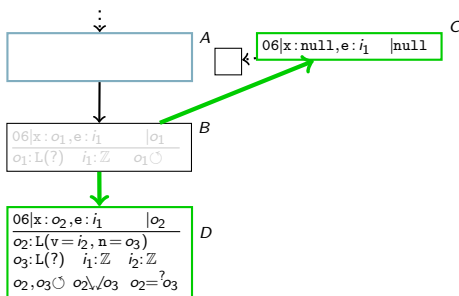 A
C
06|x:null,e:i₁ |null
B
06|x:o₁,e:i₁ |o₁
o₁:L(?) i₁:ℤ o₁↺
06|x:o₂,e:i₁ |o₂
o₂:L(v=i₂, n=o₃)
D
o₃:L(?) i₁:ℤ i₂:ℤ
o₂,o₃↺ o₂\↙/o₃ o₂=?o₃